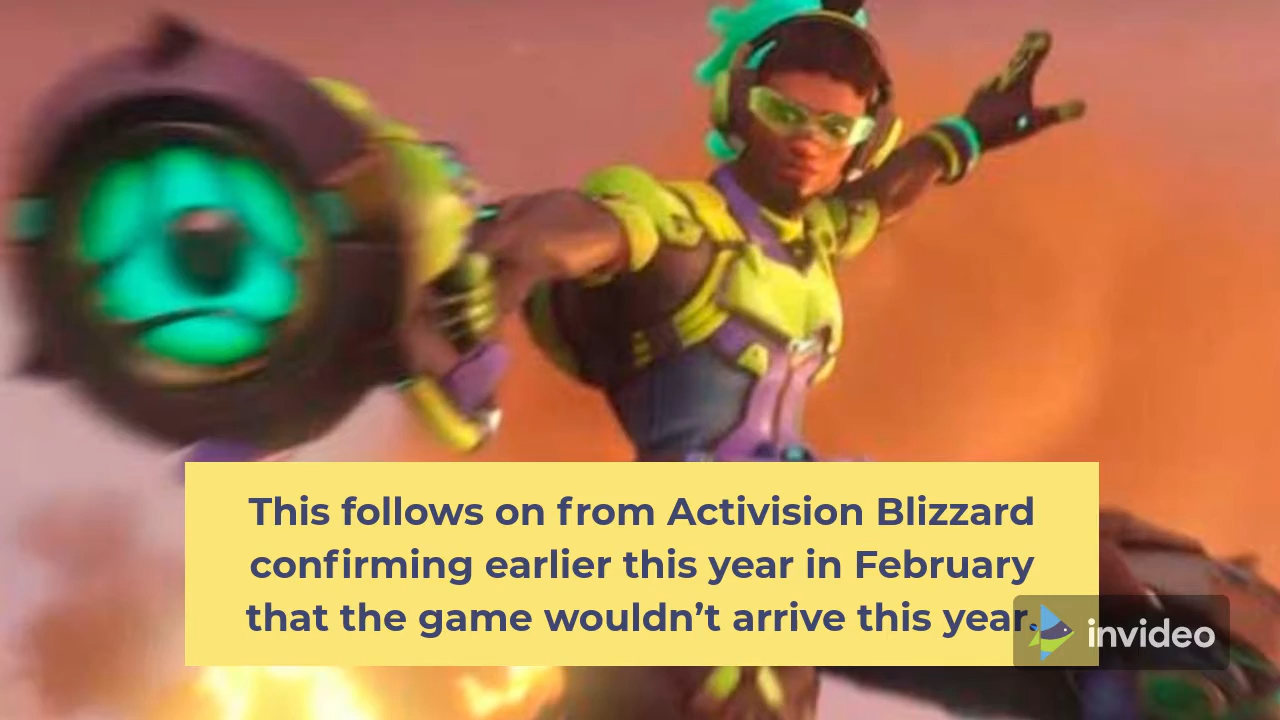 This follows on from Activision Blizzard
confirming earlier this year in February
that the game wouldn’t arrive this year.
invideo